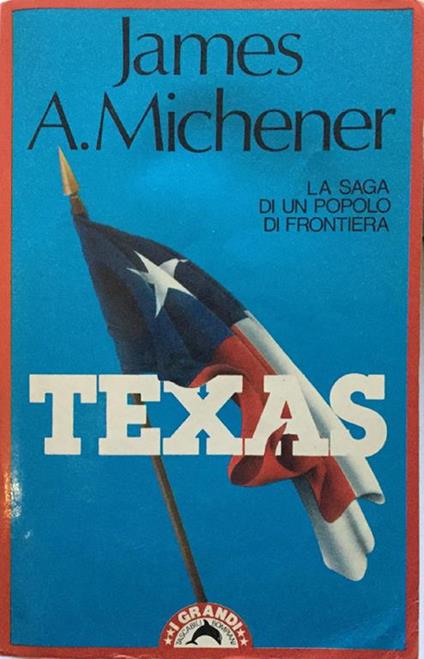 James
A. Michener
LA SAGA
DI UN POPOLO
DI FRONTIERA
TEXAS
I GRANDI
TASCABILI BOMPIANI